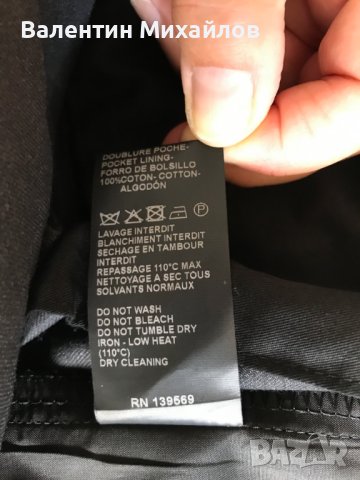 Валентин Михайлов
DOUBLURE POCHE-
POCKET LINING-
FORRO DE BOLSILLO
100%COTON- COTTON-
ALGODÓN
P
LAVAGE INTERDIT
BLANCHIMENT INTERDIT
SECHAGE EN TAMBOUR
INTERDIT
REPASSAGE 110°C MAX
NETTOYAGE A SEC TOUS
SOLVANTS NORMAUX
DO NOT WASH
DO NOT BLEACH
DO NOT TUMBLE DRY
IRON - LOW HEAT
(110°C)
DRY CLEANING
RN 139569
BAZAR